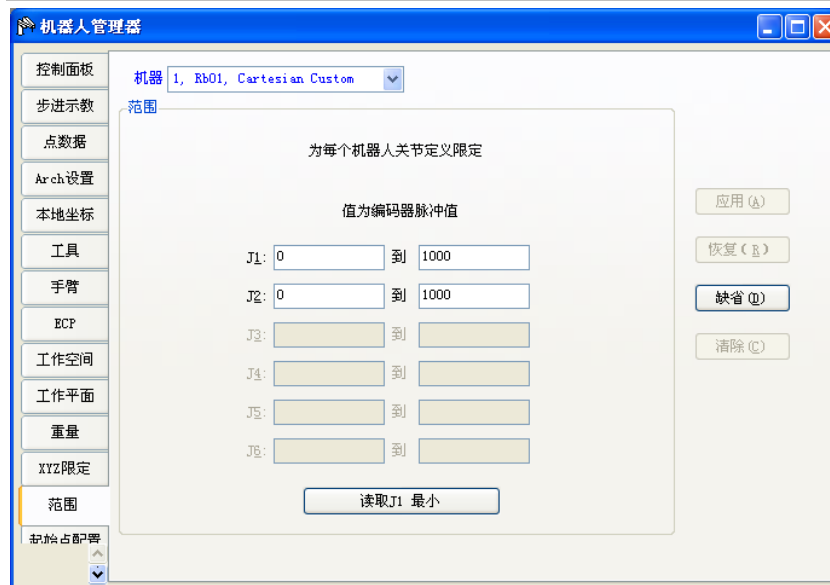 机器人管理器
控制面板
步进示教
点数据
Arch设置
本地坐标
工具
手臂
ECP
工作空间
工作平面
重量
XYZ限定
范围
起始点配置
机器 1, Rb01, Cartesian Custom
范围
为每个机器人关节定义限定
值为编码器脉冲值
J1: 0 到 1000
J2: 0 到 1000
J3: 到
J4: 到
J5: 到
J6: 到
读取J1 最小
应用(A)
恢复(R)
缺省(D)
清除(C)